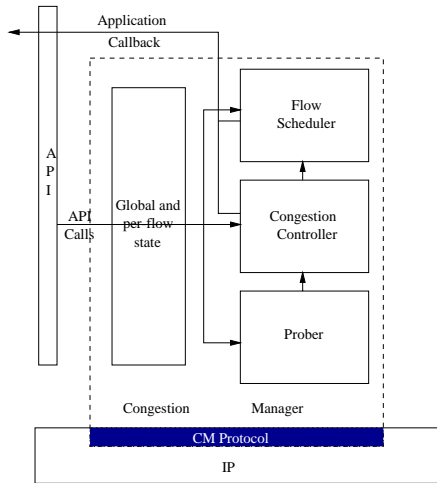 Application
Callback
A
P
I
API
Calls
Global and
per-flow
state
Flow
Scheduler
Congestion
Controller
Prober
Congestion Manager
CM Protocol
IP